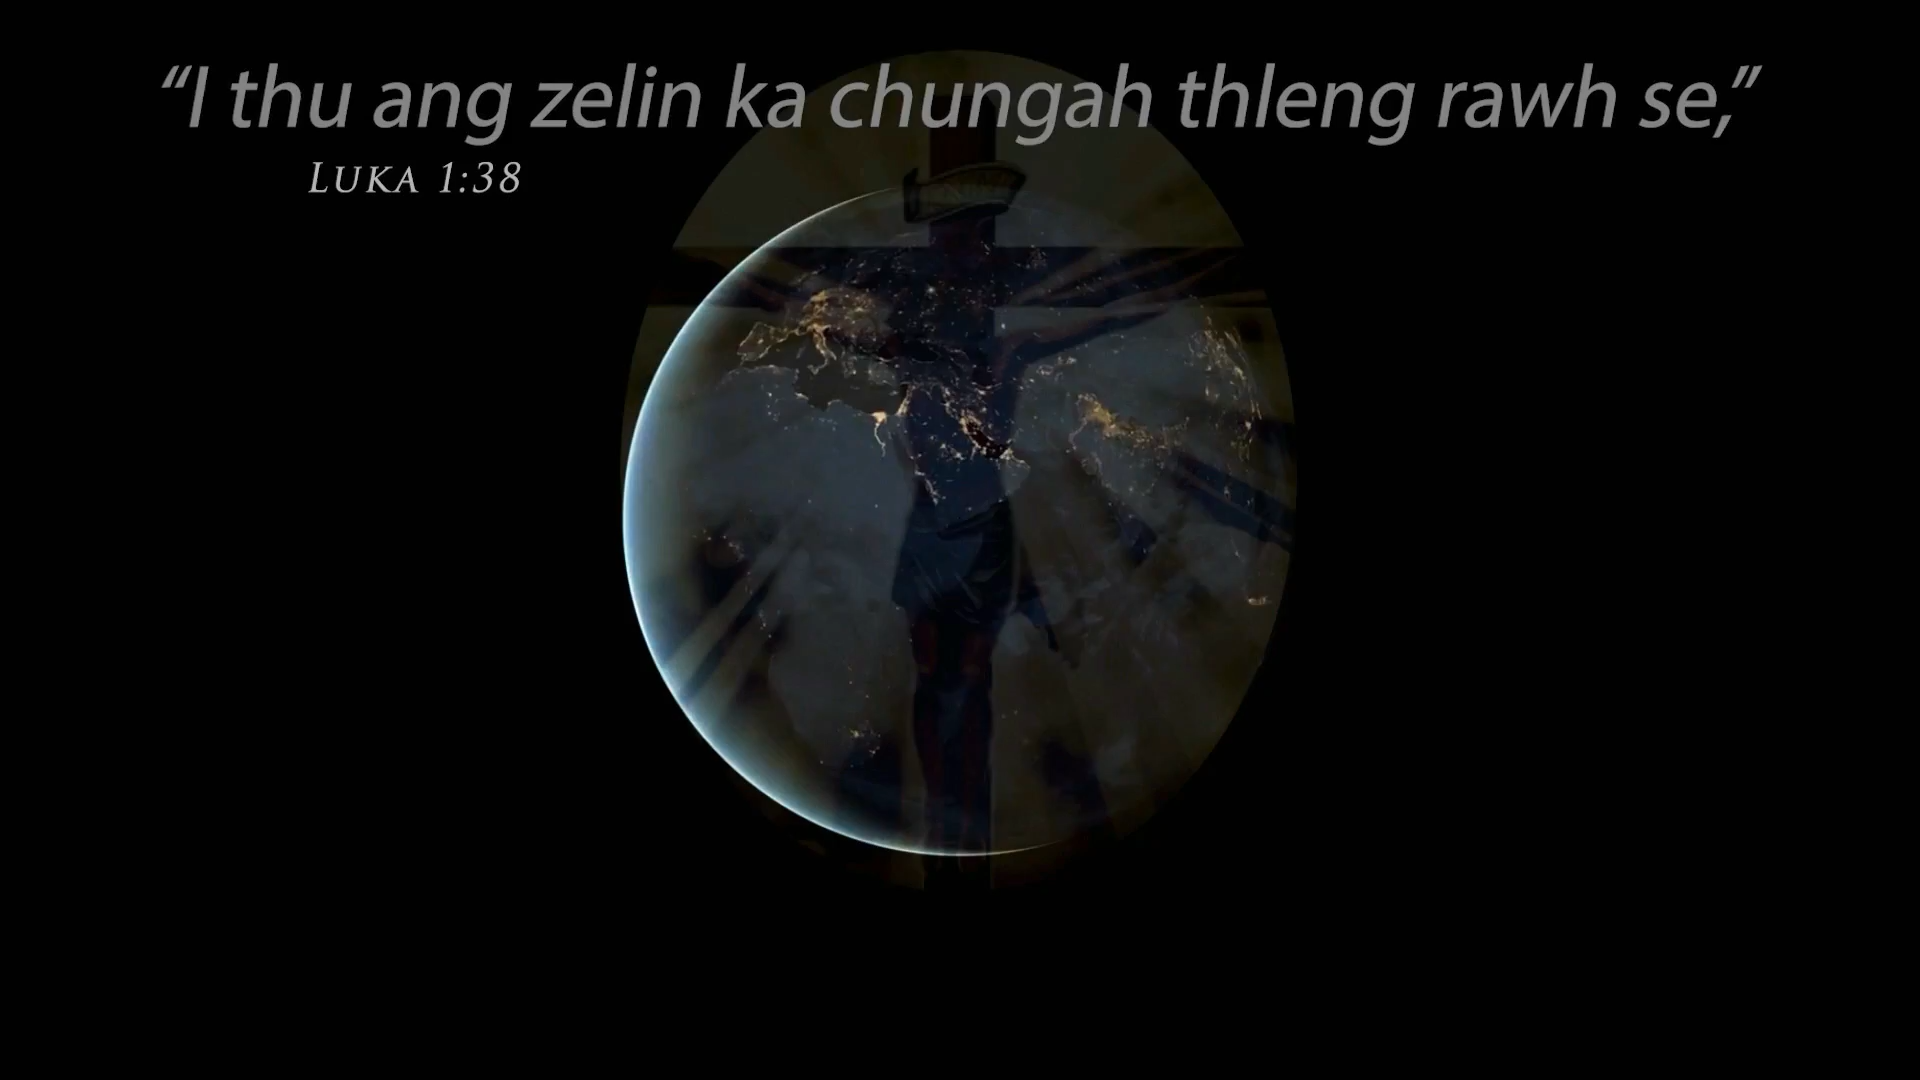 “I thu ang zelin ka chungah thleng rawh se,”
Luka 1:38